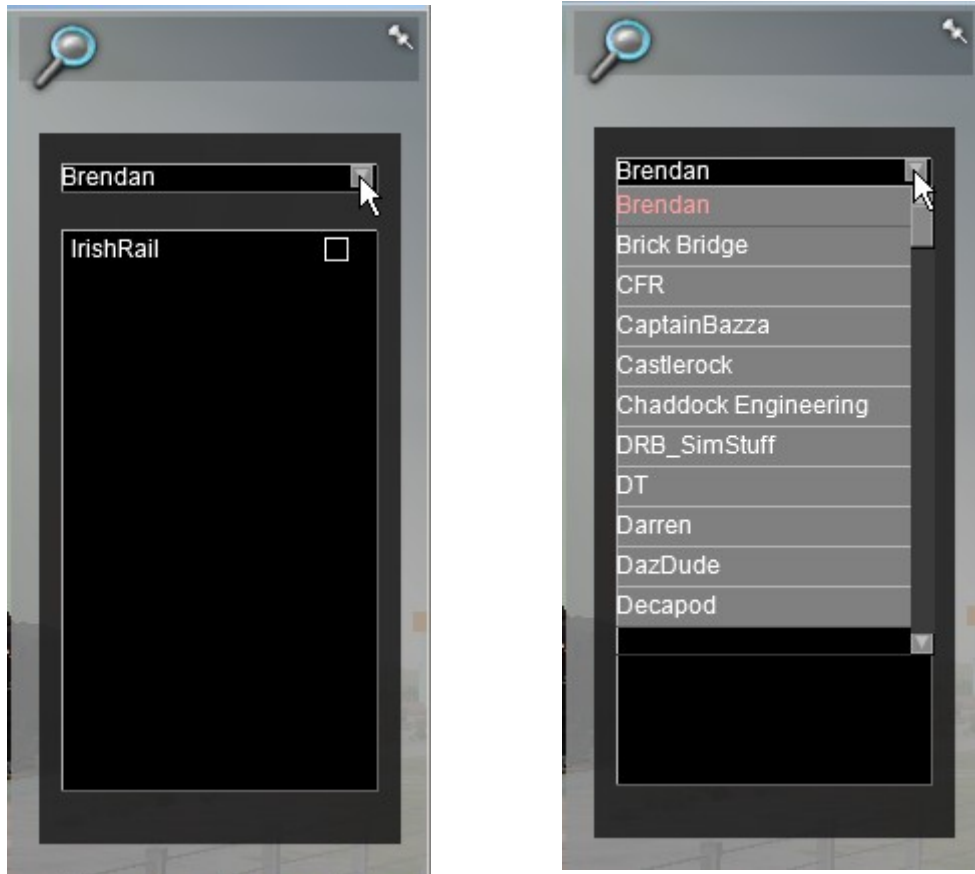 Brendan
IrishRail
Brendan
Brendan
Brick Bridge
CFR
CaptainBazza
Castlerock
Chaddock Engineering
DRB_SimStuff
DT
Darren
DazDude
Decapod